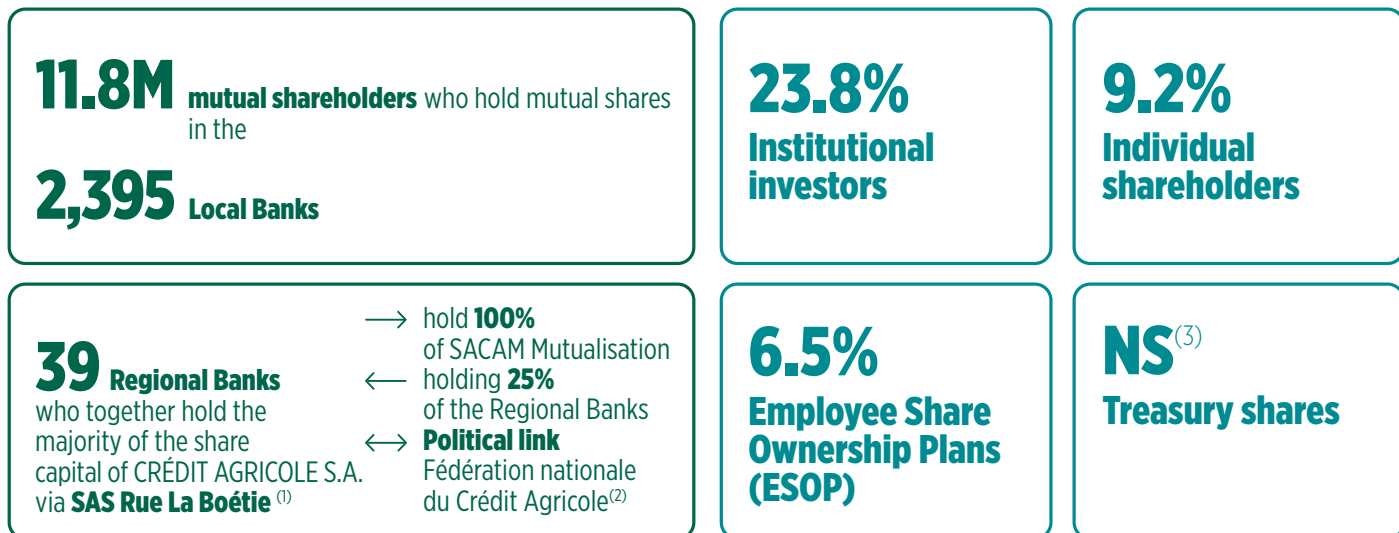 11.8M mutual shareholders who hold mutual shares
in the
2,395 Local Banks
23.8%
Institutional
investors
9.2%
Individual
shareholders
39 Regional Banks
who together hold the
majority of the share
capital of CRÉDIT AGRICOLE S.A.
via SAS Rue La Boétie (1)
→ hold 100%
of SACAM Mutualisation
← holding 25%
of the Regional Banks
↔ Political link
Fédération nationale
du Crédit Agricole(2)
6.5%
Employee Share
Ownership Plans
(ESOP)
NS(3)
Treasury shares